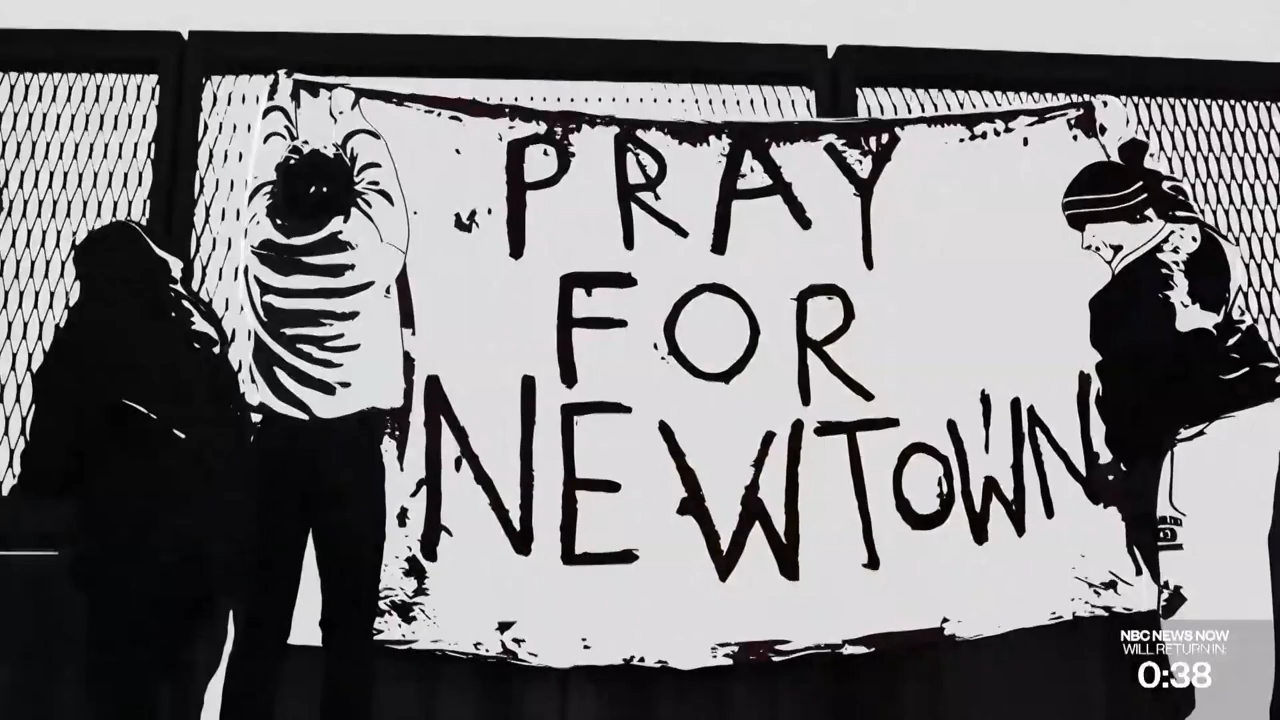 PRAY
FOR
NEWTOWN
NBC NEWS NOW
WILL RETURN IN:
0:38